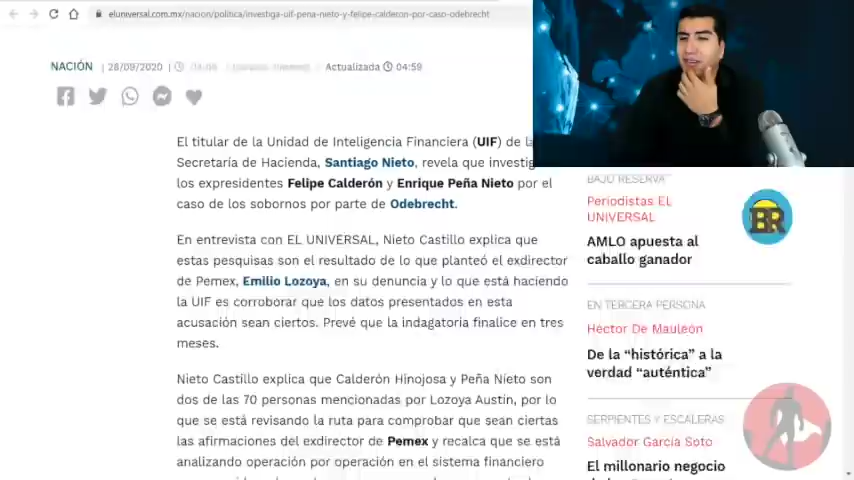 eluniversal.com.mx/nacion/politica/investiga-uif-pena-nieto-y-felipe-calderon-por-caso-odebrecht
NACIÓN | 28/09/2020 | Actualizada 04:59
El titular de la Unidad de Inteligencia Financiera (UIF) de la
Secretaría de Hacienda, Santiago Nieto, revela que investig
los expresidentes Felipe Calderón y Enrique Peña Nieto por el
caso de los sobornos por parte de Odebrecht.
En entrevista con EL UNIVERSAL, Nieto Castillo explica que
estas pesquisas son el resultado de lo que planteó el exdirector
de Pemex, Emilio Lozoya, en su denuncia y lo que está haciendo
la UIF es corroborar que los datos presentados en esta
acusación sean ciertos. Prevé que la indagatoria finalice en tres
meses.
Nieto Castillo explica que Calderón Hinojosa y Peña Nieto son
dos de las 70 personas mencionadas por Lozoya Austin, por lo
que se está revisando la ruta para comprobar que sean ciertas
las afirmaciones del exdirector de Pemex y recalca que se está
analizando operación por operación en el sistema financiero
BAJO RESERVA
Periodistas EL
UNIVERSAL
BR
AMLO apuesta al
caballo ganador
EN TERCERA PERSONA
Héctor De Mauleón
De la “histórica” a la
verdad “auténtica”
SERPIENTES Y ESCALERAS
Salvador García Soto
El millonario negocio